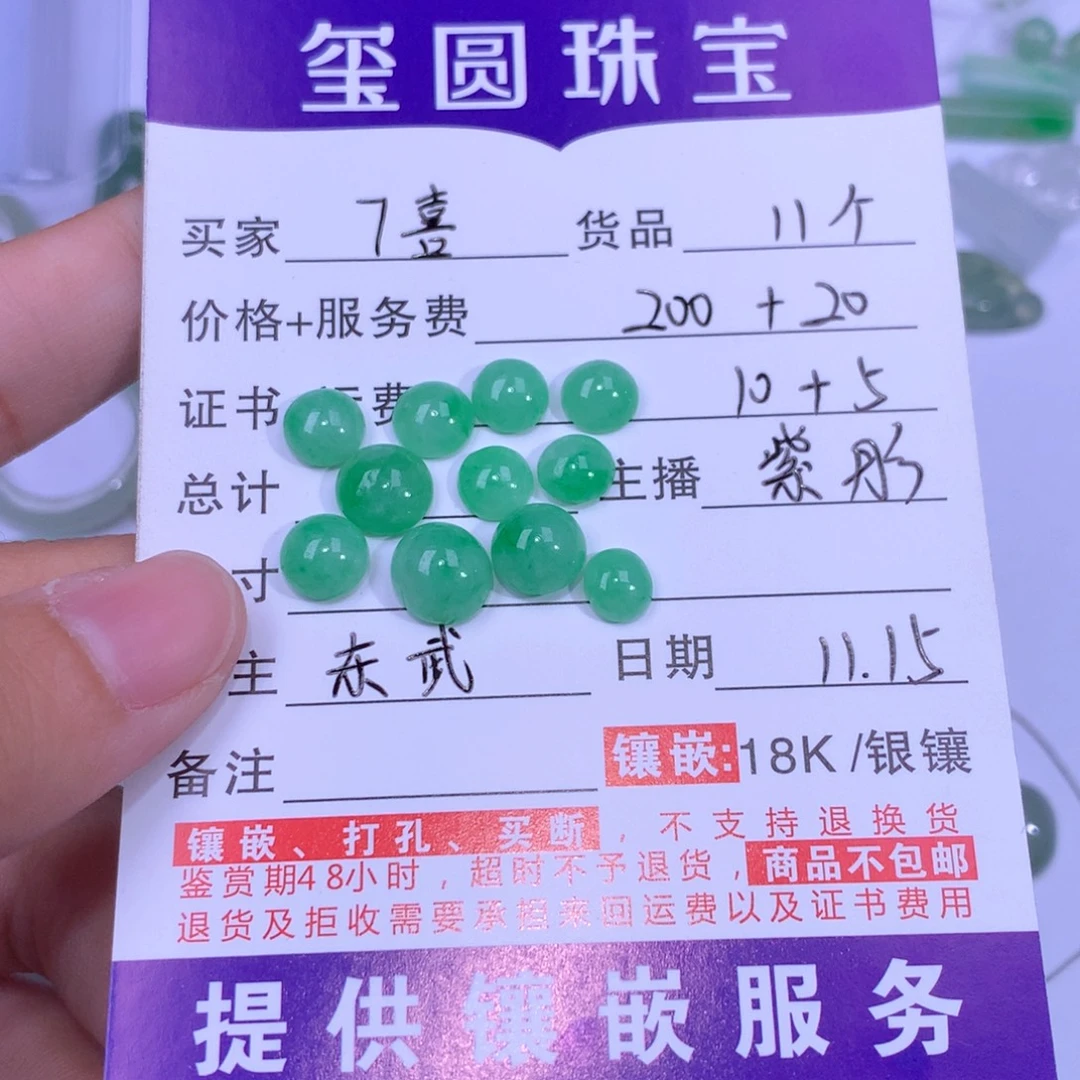 玺圆珠宝
买家 7喜 货品 11个
价格+服务费 200 + 20
证书 运费 10 + 5
总计 主播 紫彤
寸
主 东武 日期 11.15
备注 镶嵌:18K/银镶
镶嵌、打孔、买断，不支持退换货
鉴赏期48小时，超时不予退货，商品不包邮
退货及拒收需要承担来回运费以及证书费用
提供镶嵌服务